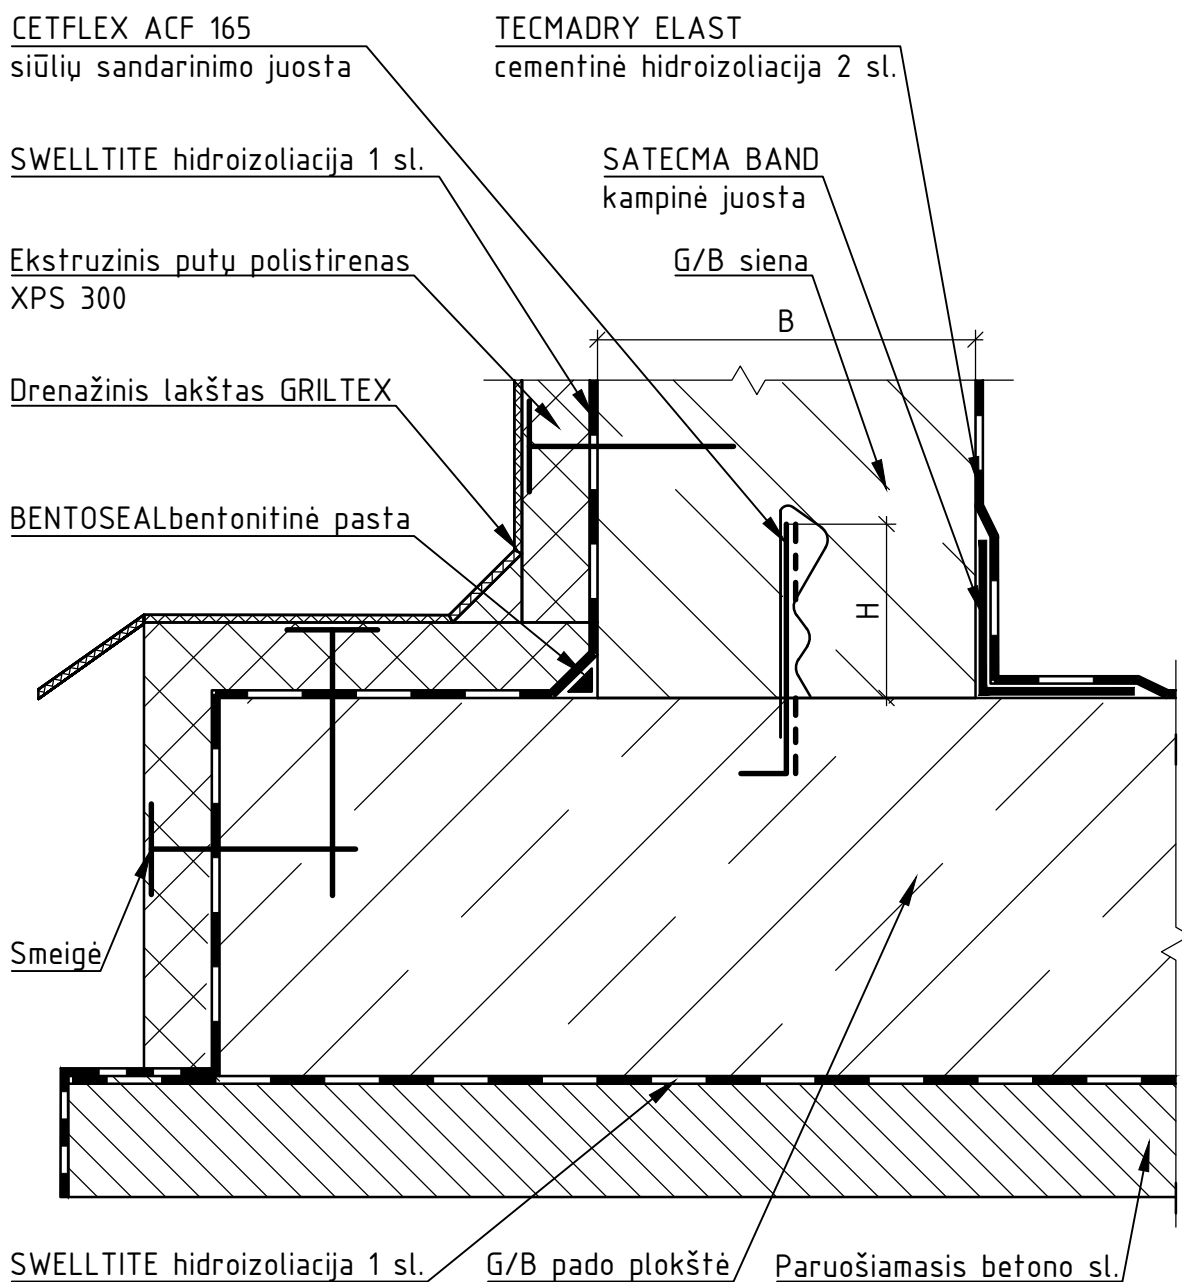 CETFLEX ACF 165
siūlių sandarinimo juosta
TECMADRY ELAST
cementinė hidroizoliacija 2 sl.
SWELLTITE hidroizoliacija 1 sl.
SATECMA BAND
kampinė juosta
Ekstruzinis putų polistirenas
XPS 300
G/B siena
B
Drenažinis lakštas GRILTEX
BENTOSEALbentonitinė pasta
H
Smeigė
SWELLTITE hidroizoliacija 1 sl.
G/B pado plokštė
Paruošiamasis betono sl.